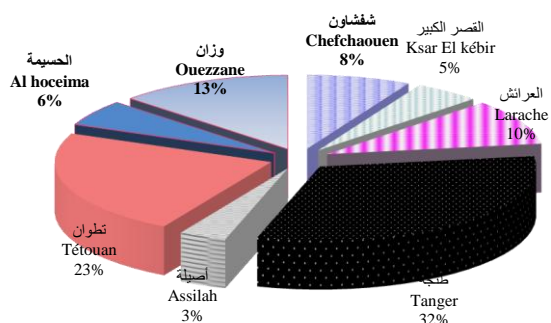 شفشاون
Chefchaouen
8%
القصر الكبير
Ksar El kébir
5%
العرائش
Larache
10%
طنجة
Tanger
32%
أصيلة
Assilah
3%
تطوان
Tétouan
23%
الحسيمة
Al hoceima
6%
وزان
Ouezzane
13%